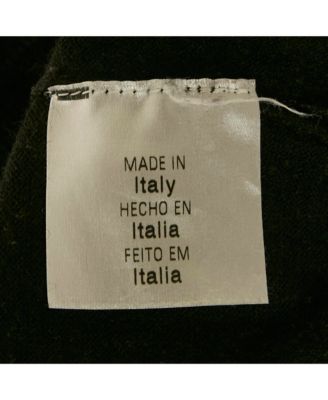 MADE IN
Italy
HECHO EN
Italia
FEITO EM
Italia